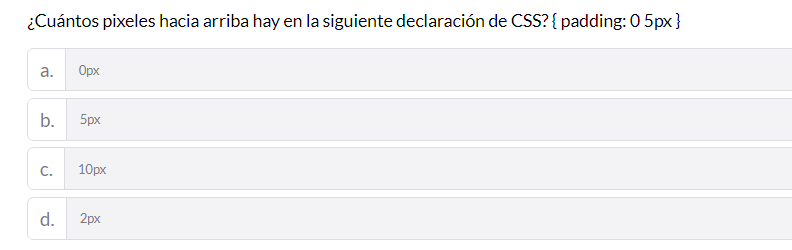 ¿Cuántos pixeles hacia arriba hay en la siguiente declaración de CSS? { padding: 0 5px }
a. 0px
b. 5px
c. 10px
d. 2px